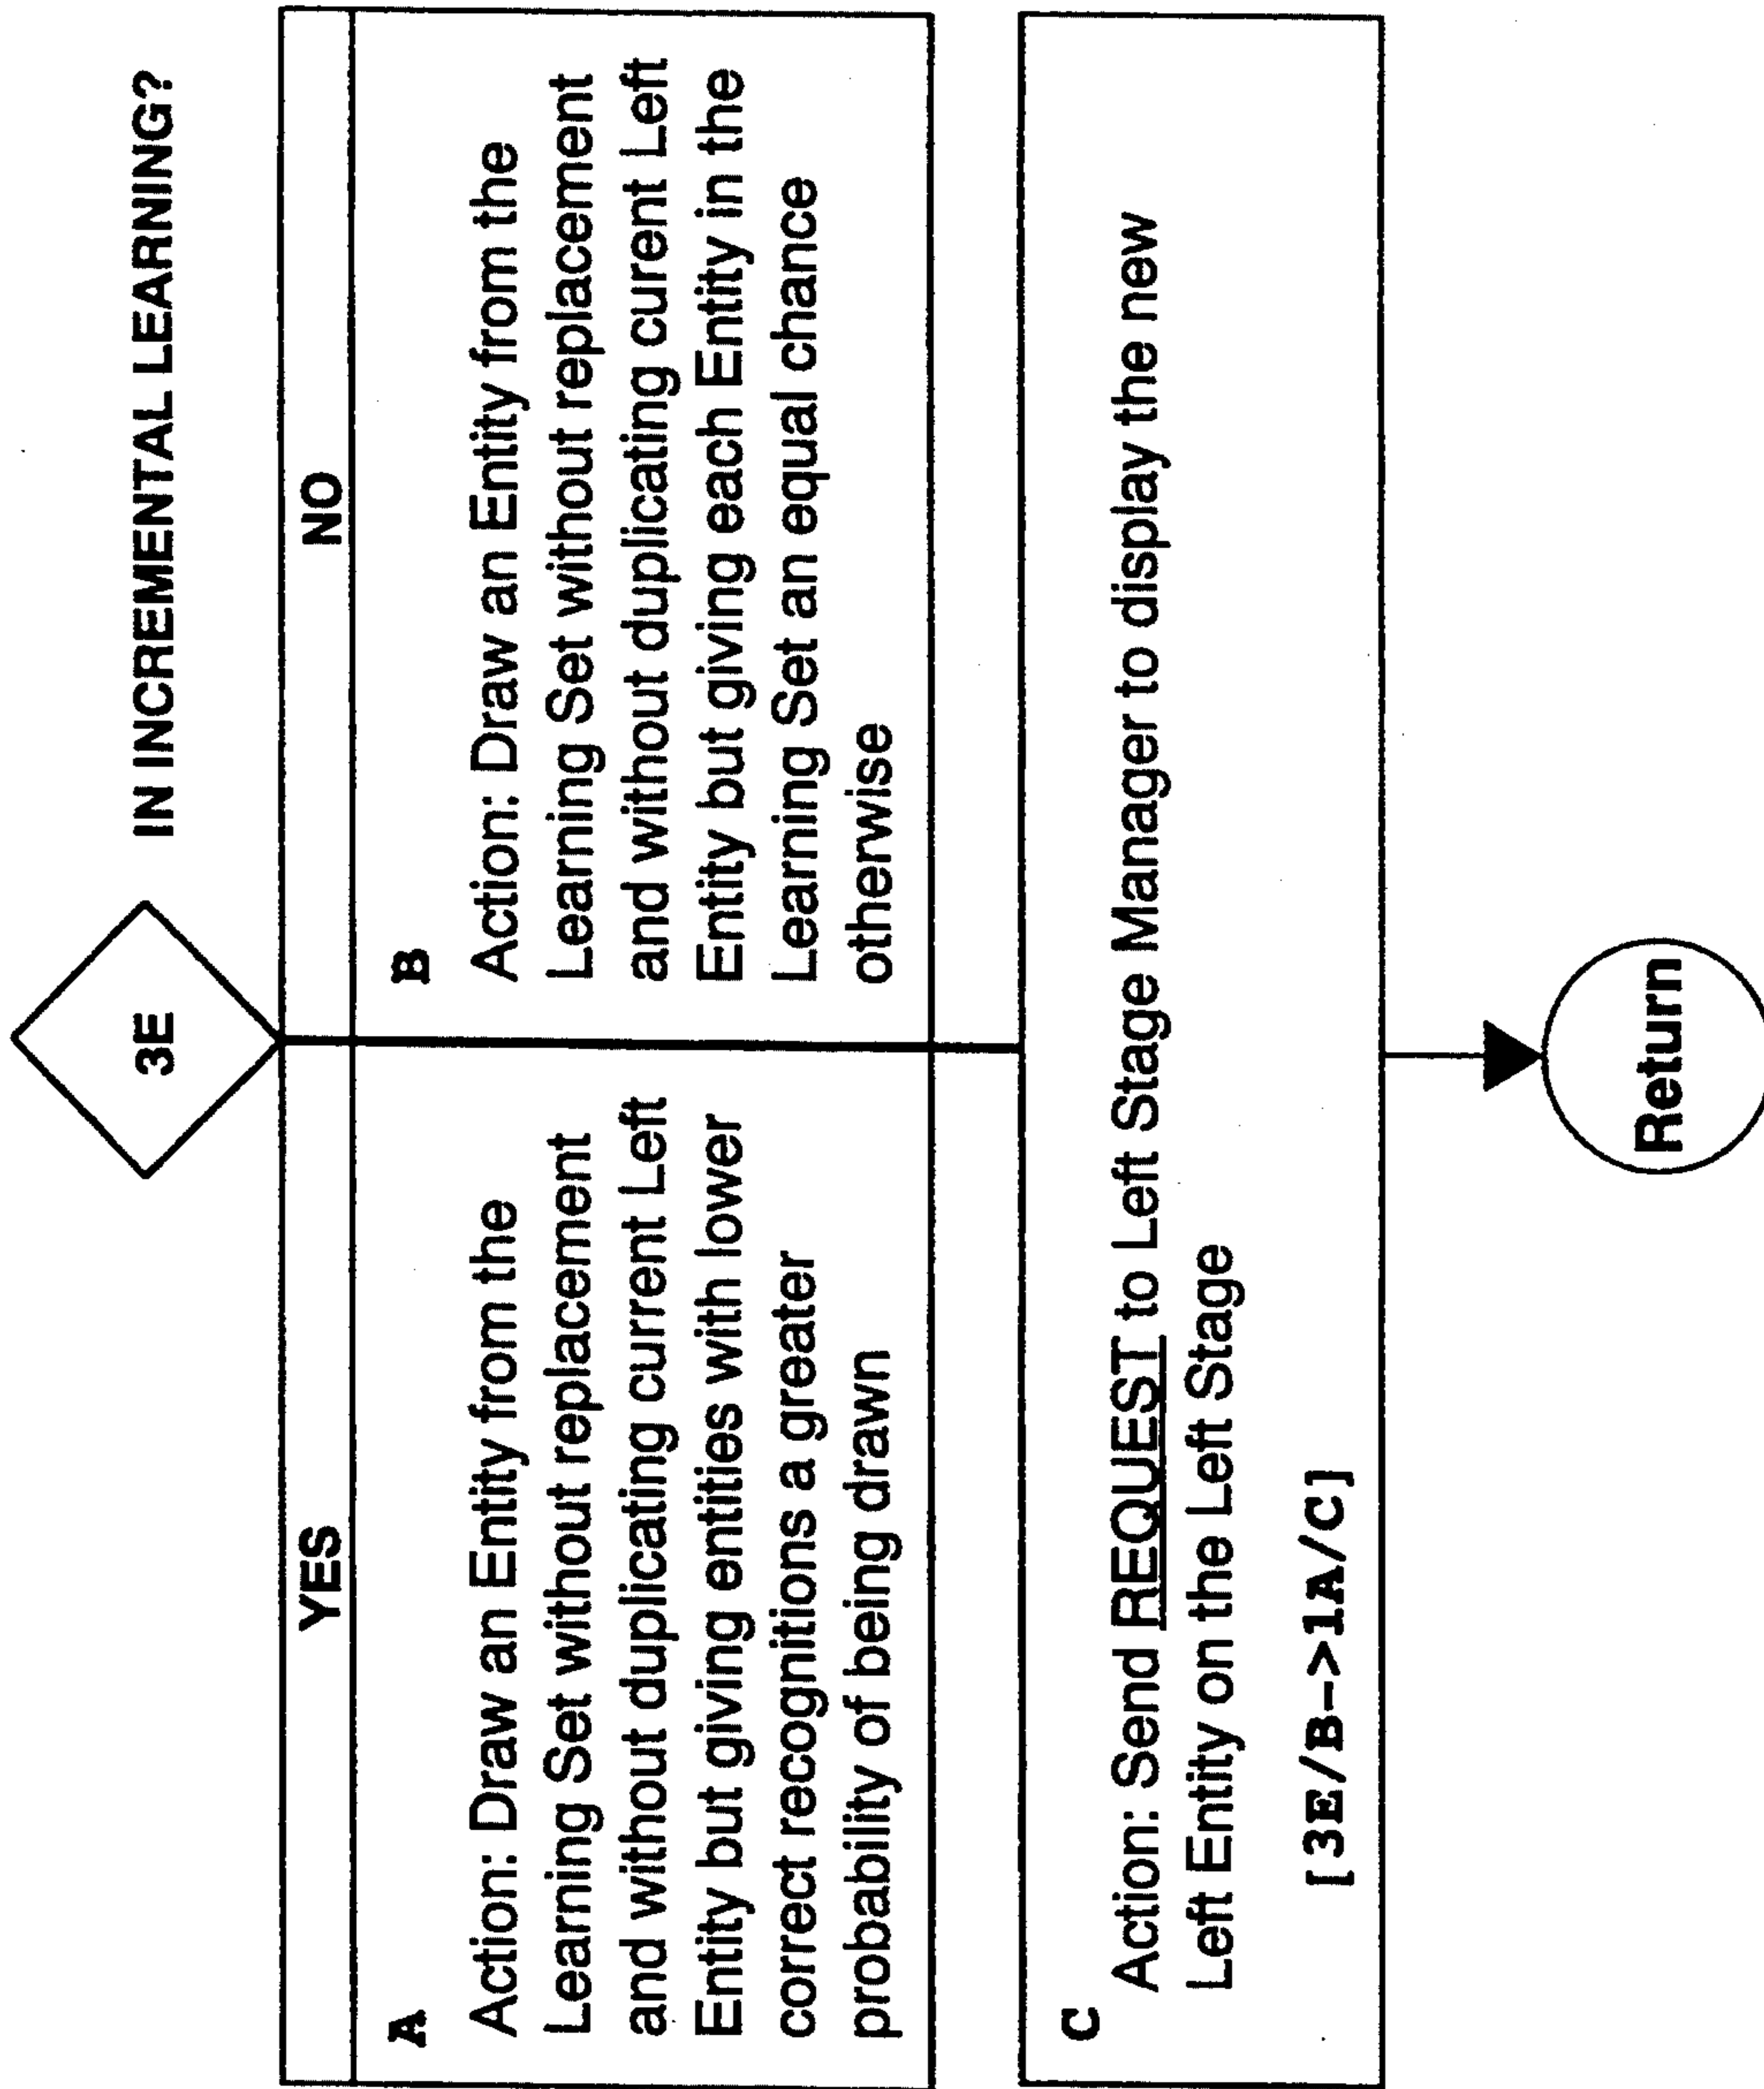 3E
IN INCREMENTAL LEARNING?
YES
NO
A
Action: Draw an Entity from the
Learning Set without replacement
and without duplicating current Left
Entity but giving entities with lower
correct recognitions a greater
probability of being drawn
B
Action: Draw an Entity from the
Learning Set without replacement
and without duplicating curent Left
Entity but giving each Entity in the
Learning Set an equal chance
otherwise
C
Action: Send REQUEST to Left Stage Manager to display the new
Left Entity on the Left Stage
[3E/B->1A/C]
Return